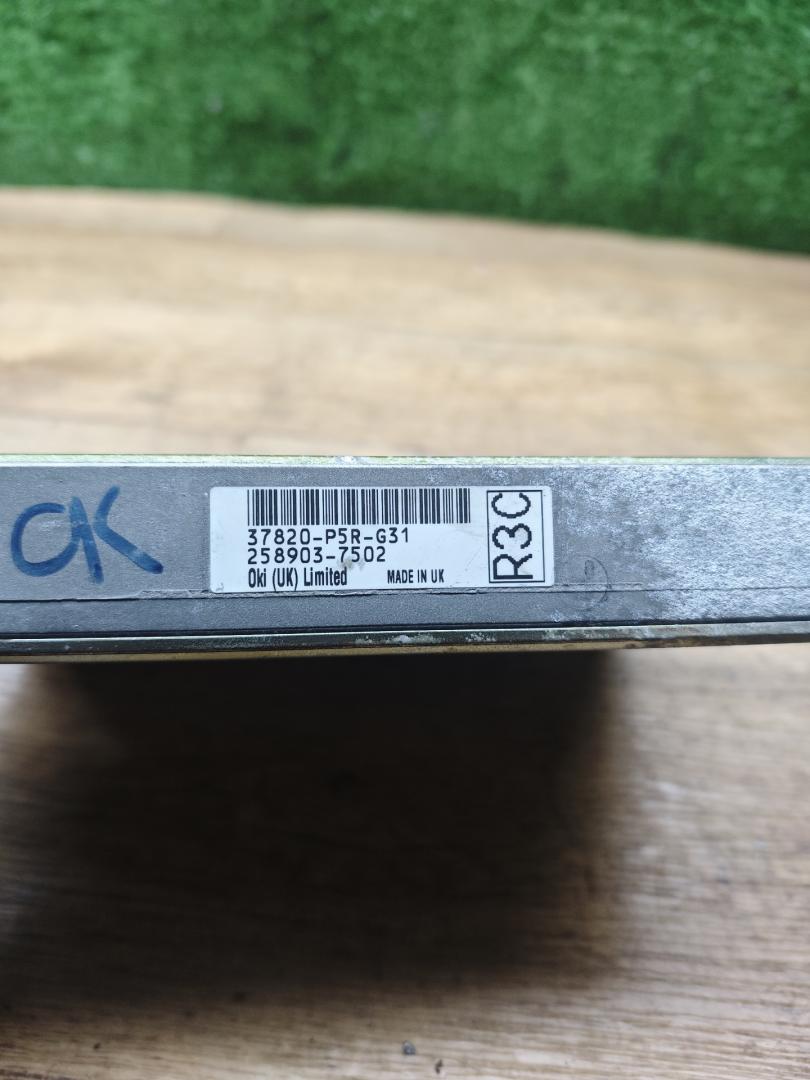 OK
37820-P5R-G31
258903-7502
Oki (UK) Limited MADE IN UK
R3C